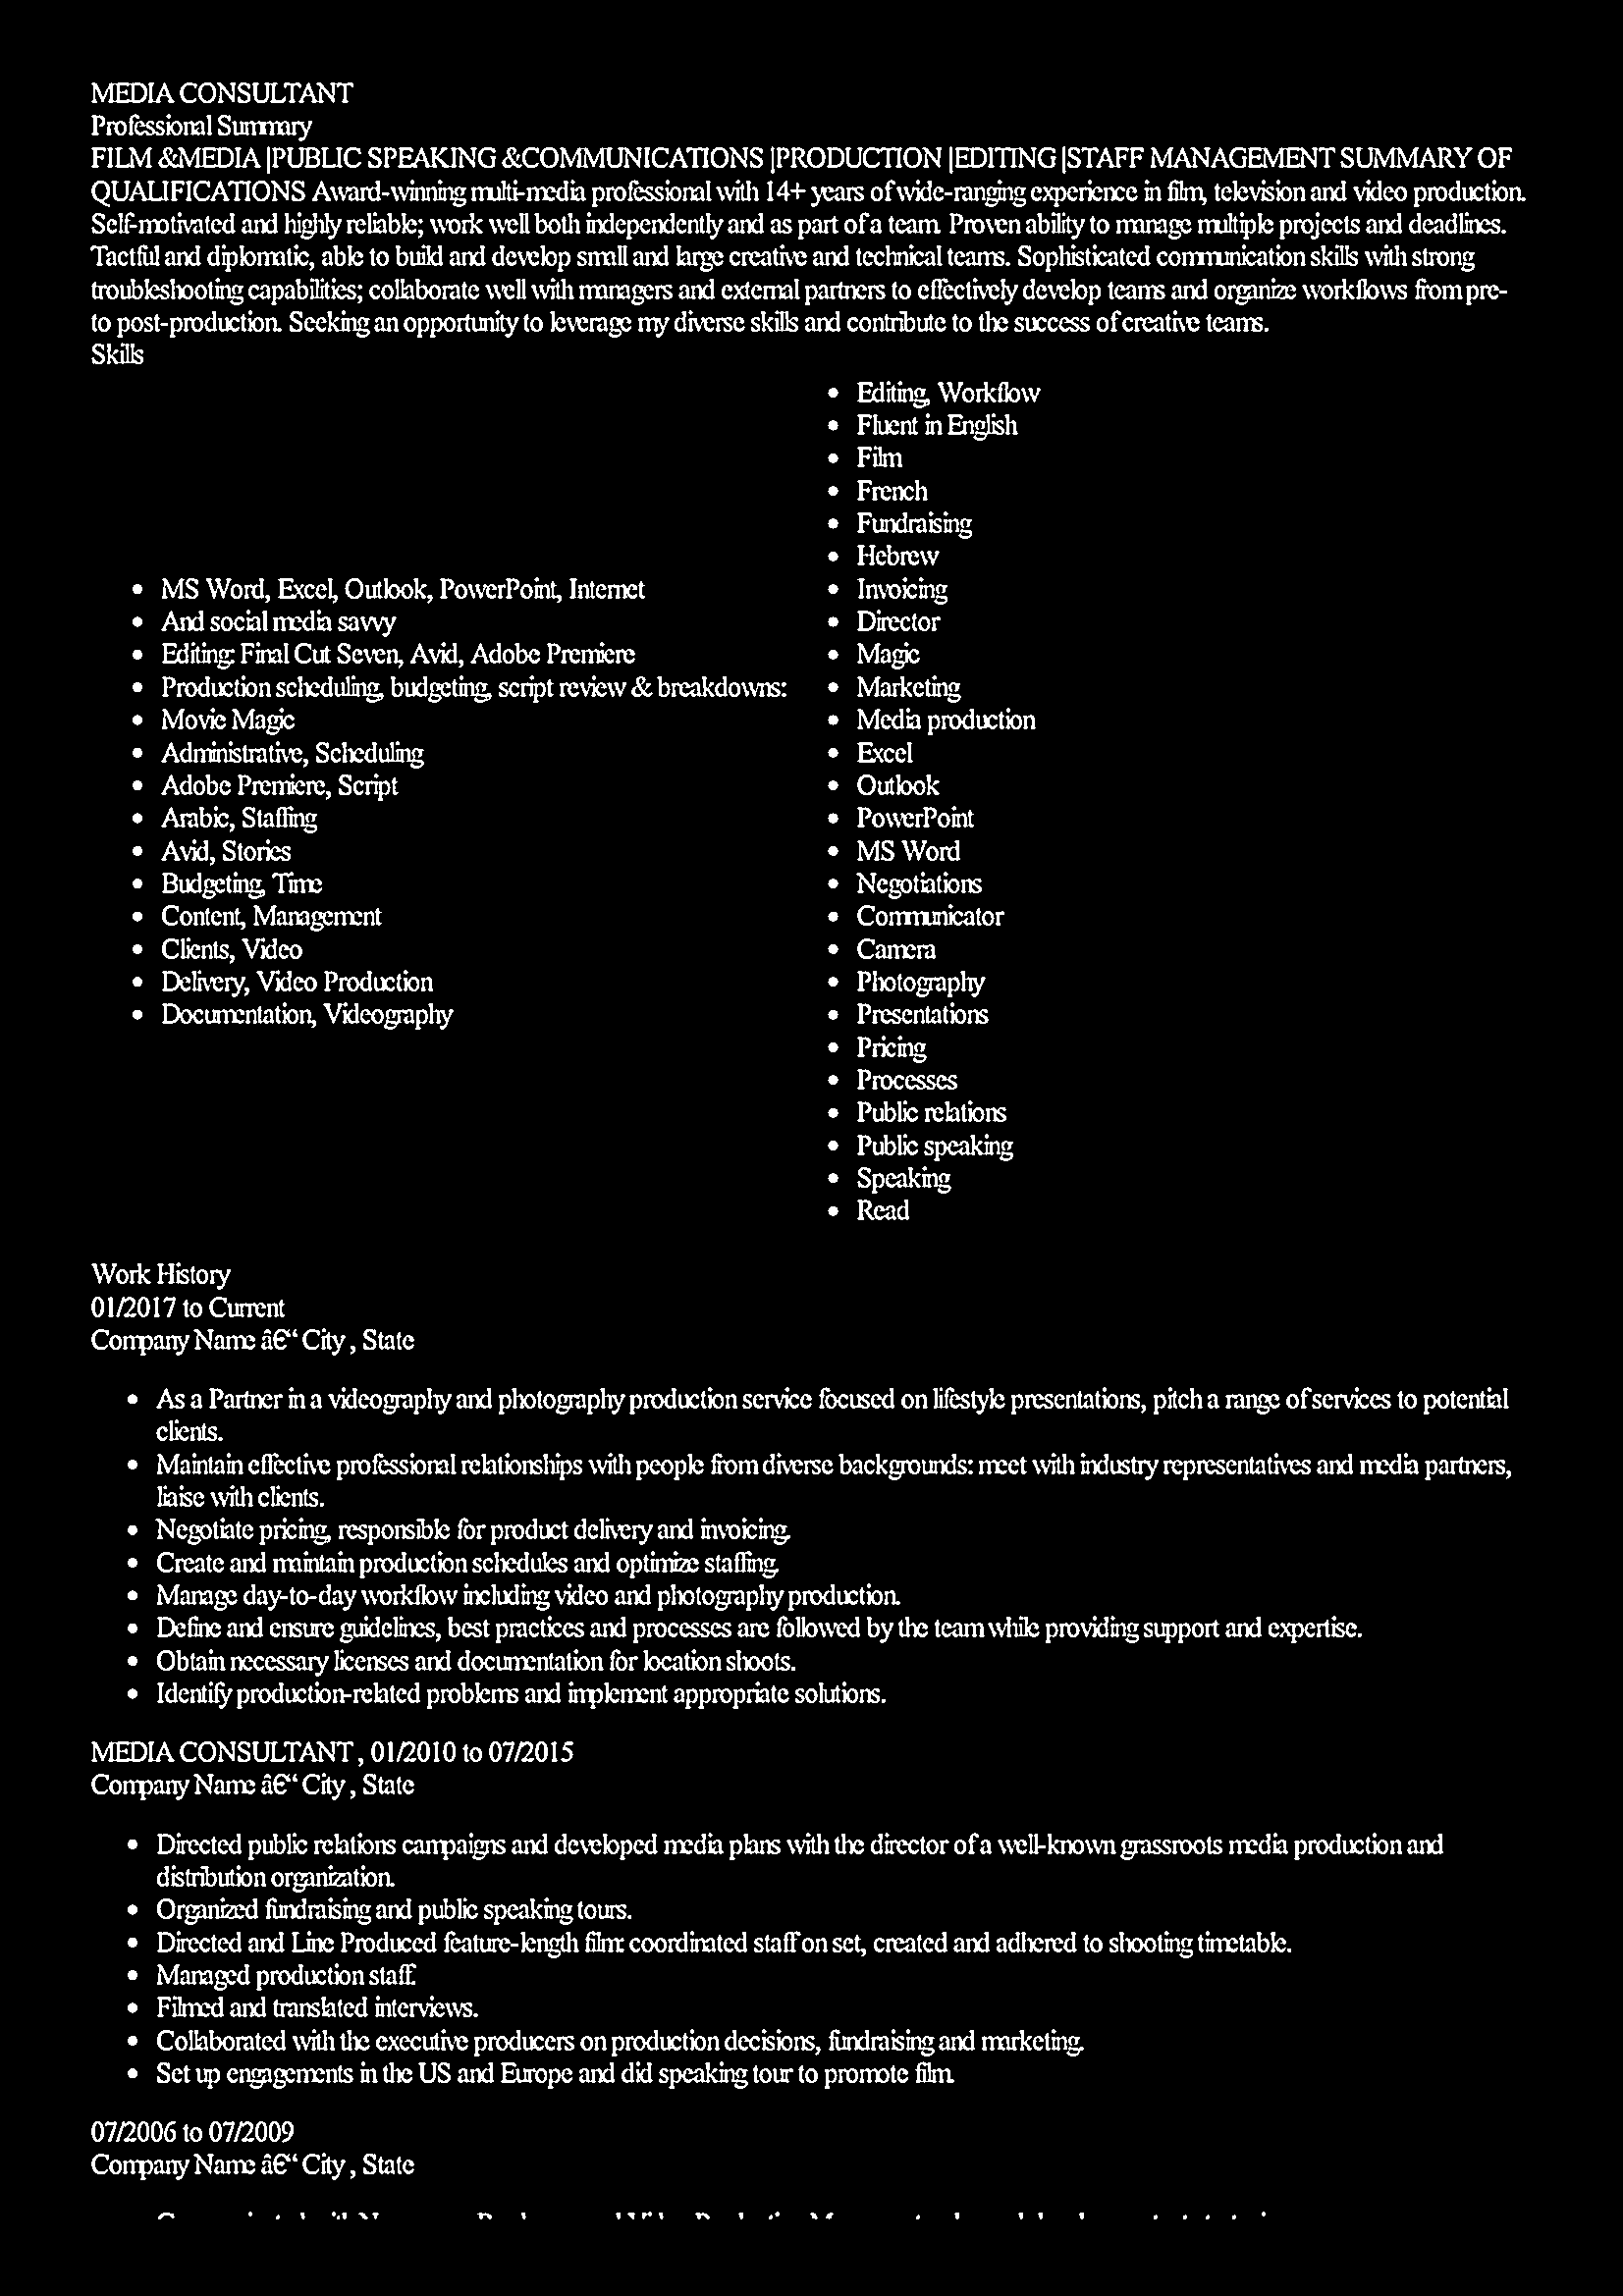 MEDIA CONSULTANT
Professional Summary
FILM &MEDIA |PUBLIC SPEAKING &COMMUNICATIONS |PRODUCTION |EDITING |STAFF MANAGEMENT SUMMARY OF
QUALIFICATIONS Award-winning multi-media professional with 14+ years of wide-ranging experience in film, television and video production.
Self-motivated and highly reliable; work well both independently and as part of a team. Proven ability to manage multiple projects and deadlines.
Tactful and diplomatic, able to build and develop small and large creative and technical teams. Sophisticated communication skills with strong
troubleshooting capabilities; collaborate well with managers and external partners to effectively develop teams and organize workflows from pre-
to post-production. Seeking an opportunity to leverage my diverse skills and contribute to the success of creative teams.
Skills
• MS Word, Excel, Outlook, PowerPoint, Internet
• And social media savvy
• Editing: Final Cut Seven, Avid, Adobe Premiere
• Production scheduling, budgeting, script review & breakdowns:
• Movie Magic
• Administrative, Scheduling
• Adobe Premiere, Script
• Arabic, Staffing
• Avid, Stories
• Budgeting, Time
• Content, Management
• Clients, Video
• Delivery, Video Production
• Documentation, Videography
• Editing, Workflow
• Fluent in English
• Film
• French
• Fundraising
• Hebrew
• Invoicing
• Director
• Magic
• Marketing
• Media production
• Excel
• Outlook
• PowerPoint
• MS Word
• Negotiations
• Communicator
• Camera
• Photography
• Presentations
• Pricing
• Processes
• Public relations
• Public speaking
• Speaking
• Read
Work History
01/2017 to Current
Company Name â€“ City , State
• As a Partner in a videography and photography production service focused on lifestyle presentations, pitch a range of services to potential
clients.
• Maintain effective professional relationships with people from diverse backgrounds: meet with industry representatives and media partners,
liaise with clients.
• Negotiate pricing, responsible for product delivery and invoicing.
• Create and maintain production schedules and optimize staffing.
• Manage day-to-day workflow including video and photography production.
• Define and ensure guidelines, best practices and processes are followed by the team while providing support and expertise.
• Obtain necessary licenses and documentation for location shoots.
• Identify production-related problems and implement appropriate solutions.
MEDIA CONSULTANT , 01/2010 to 07/2015
Company Name â€“ City , State
• Directed public relations campaigns and developed media plans with the director of a well-known grassroots media production and
distribution organization.
• Organized fundraising and public speaking tours.
• Directed and Line Produced feature-length film: coordinated staff on set, created and adhered to shooting timetable.
• Managed production staff.
• Filmed and translated interviews.
• Collaborated with the executive producers on production decisions, fundraising and marketing.
• Set up engagements in the US and Europe and did speaking tour to promote film.
07/2006 to 07/2009
Company Name â€“ City , State